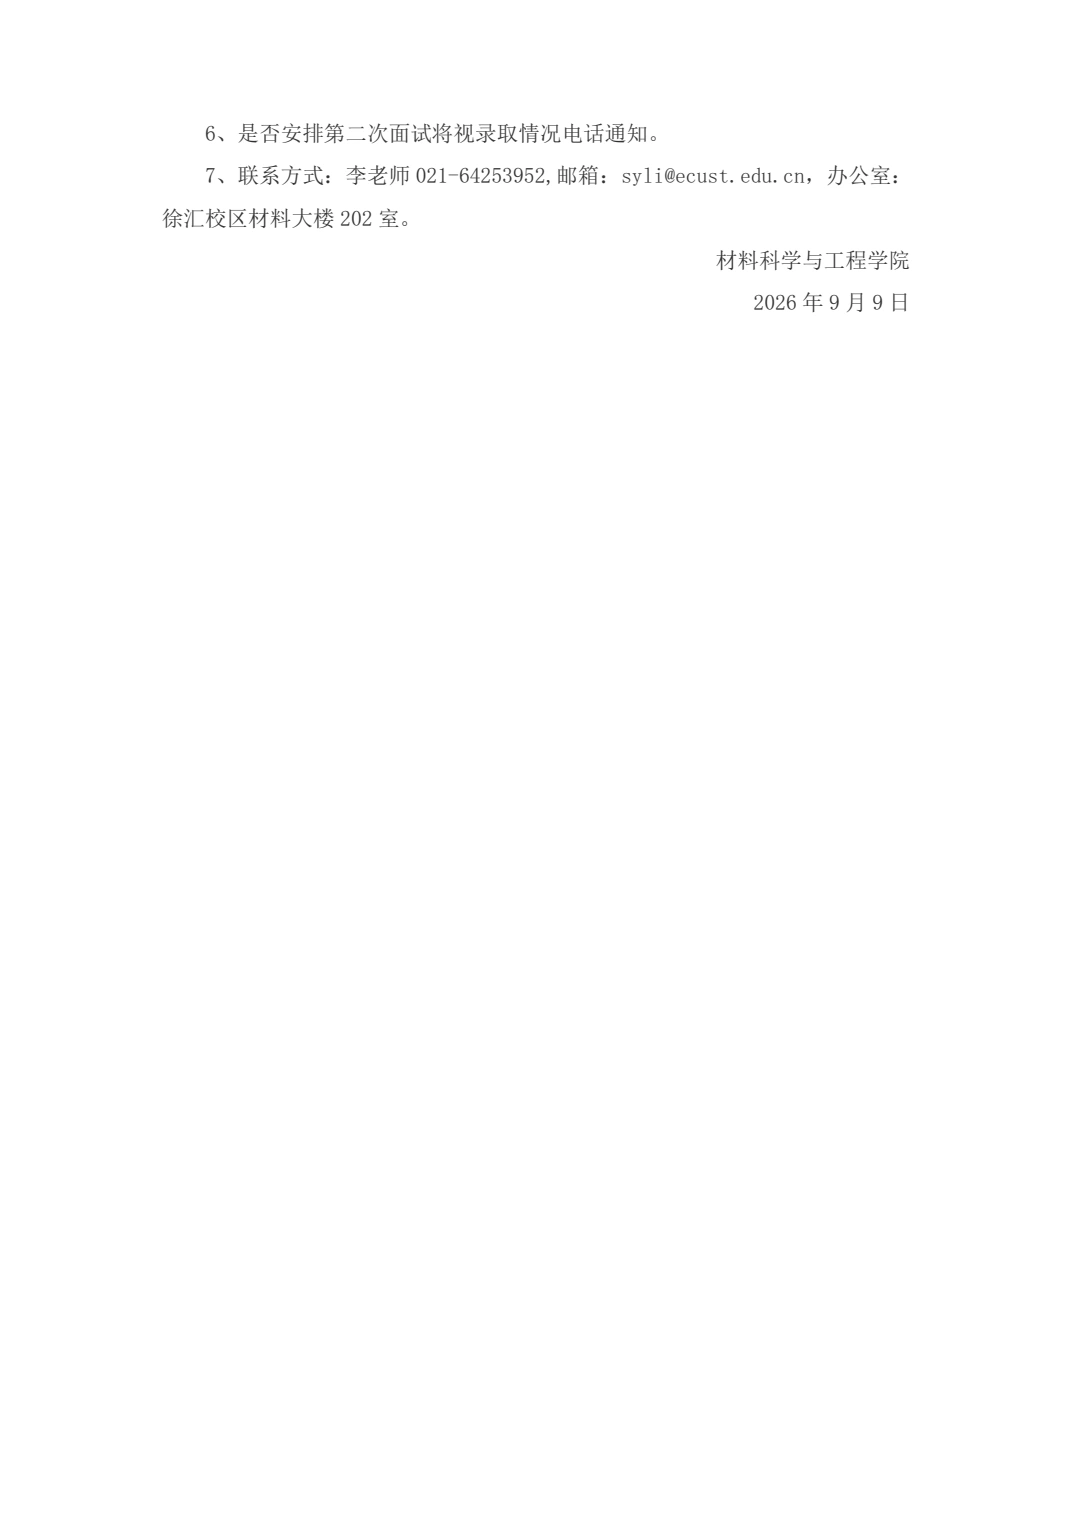 6、是否安排第二次面试将视录取情况电话通知。
7、联系方式：李老师 021-64253952,邮箱：syli@ecust.edu.cn，办公室：
徐汇校区材料大楼 202 室。
材料科学与工程学院
2026 年 9 月 9 日